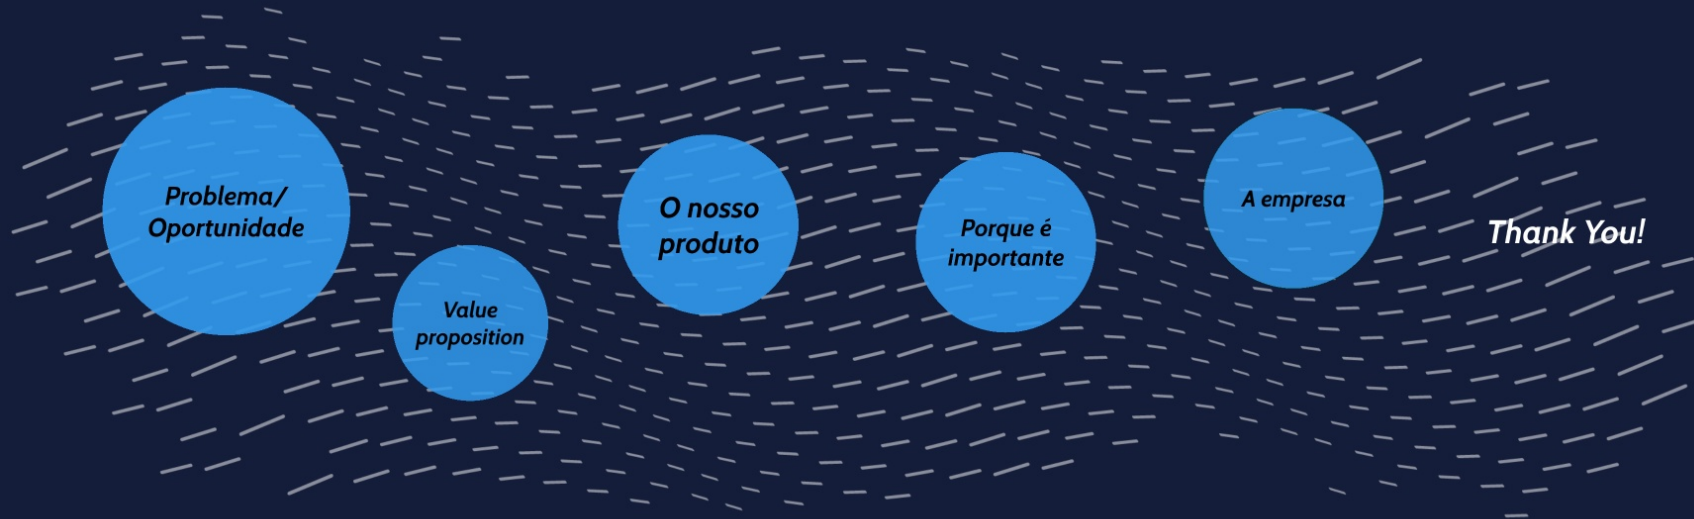 Problema/
Oportunidade
Value
proposition
O nosso
produto
Porque é
importante
A empresa
Thank You!